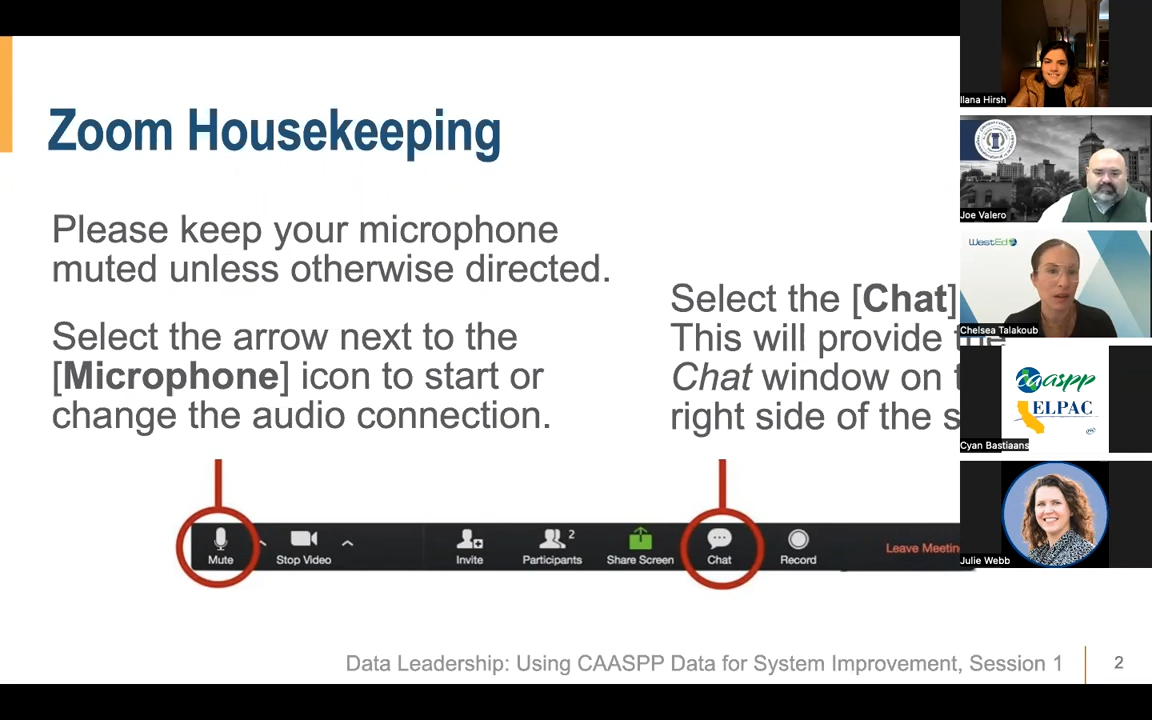 Zoom Housekeeping
Please keep your microphone
muted unless otherwise directed.
Select the arrow next to the
[Microphone] icon to start or
change the audio connection.
Select the [Chat]
This will provide the
Chat window on
right side of the
Mute
Stop Video
Invite
Participants
2
Share Screen
Chat
Record
Leave
Data Leadership: Using CAASPP Data for System Improvement, Session 1
2
Ilana Hirsh
Joe Valero
WestEd
Chelsea Talakoub
caaspp
ELPAC
Cyan Bastiaans
Julie Webb